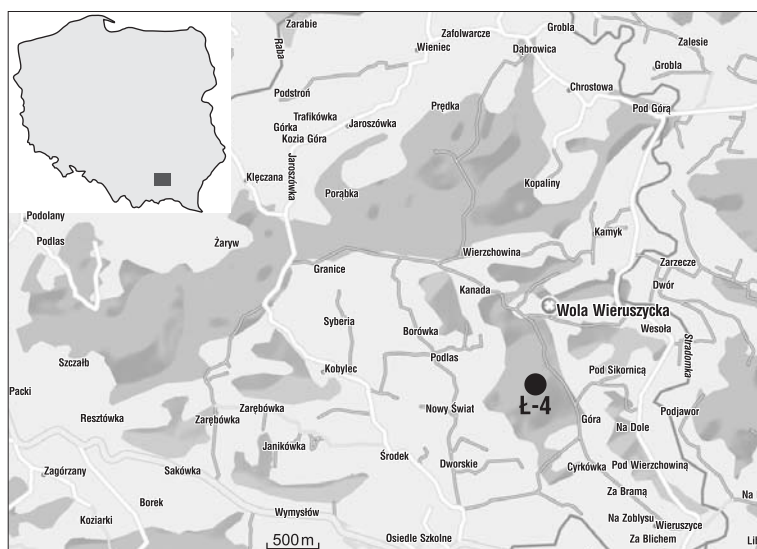 Zarabie
Zafolwarcze
Grobla
Raba
Wieniec
Dąbrowica
Zalesie
Grobla
Podstroń
Chrostowa
Prędka
Pod Górą
Trafikówka
Górka
Jaroszówka
Kozia Góra
Jaroszówka
Klęczana
Porąbka
Kopaliny
Podolany
Podlas
Żaryw
Kamyk
Wierzchowina
Granice
Zarzecze
Kanada
Dwór
Wola Wieruszycka
Syberia
Borówka
Wesoła
Stradomka
Szczałb
Podlas
Kobylec
Pod Sikornicą
Packi
Ł-4
Resztówka
Zarębówka
Zarębówka
Nowy Świat
Góra
Podjawor
Na Dole
Janikówka
Środek
Zagórzany
Sakówka
Dworskie
Cyrkówka
Pod Wierzchowiną
Za Bramą
Na
Borek
Koziarki
Wymysłów
Na Zoblysu
Wieruszyce
500 m
Osiedle Szkolne
Za Blichem
Lib